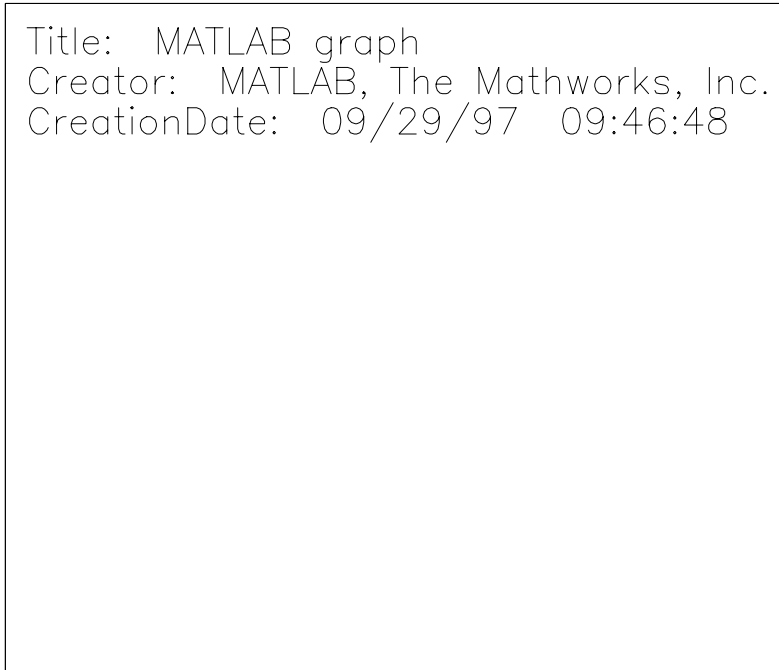 Title: MATLAB graph
Creator: MATLAB, The Mathworks, Inc.
CreationDate: 09/29/97 09:46:48